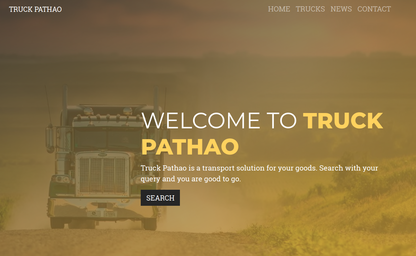 TRUCK PATHAO
HOME TRUCKS NEWS CONTACT
WELCOME TO TRUCK
PATHAO
Truck Pathao is a transport solution for your goods. Search with your
query and you are good to go.
SEARCH